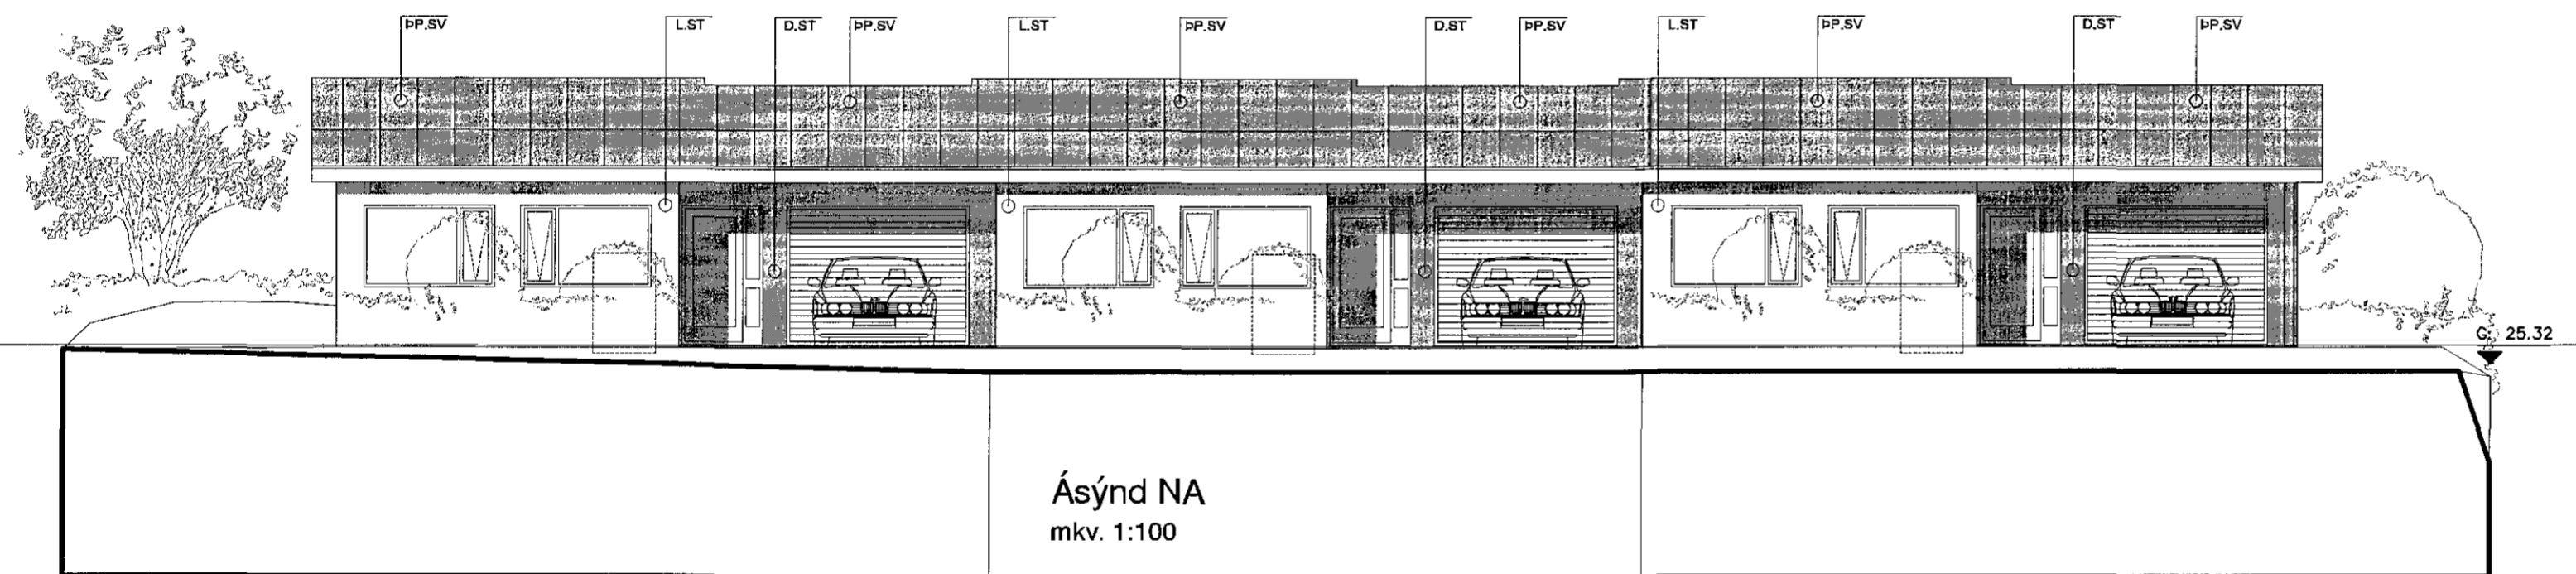 ÞP.SV
L.ST
D.ST
ÞP.SV
L.ST
ÞP.SV
D.ST
ÞP.SV
L.ST
ÞP.SV
D.ST
ÞP.SV
G. 25.32
Ásýnd NA
mkv. 1:100